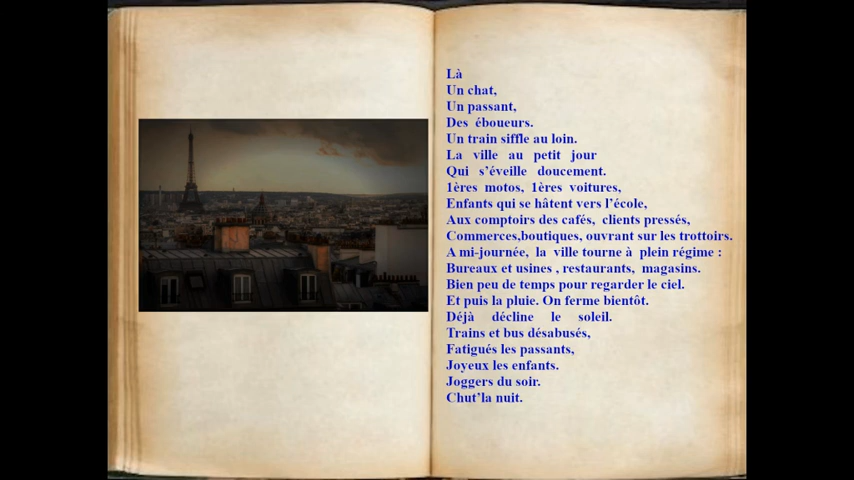 Là
Un chat,
Un passant,
Des éboueurs.
Un train siffle au loin.
La ville au petit jour
Qui s’éveille doucement.
1ères motos, 1ères voitures,
Enfants qui se hâtent vers l’école,
Aux comptoirs des cafés, clients pressés,
Commerces,boutiques, ouvrant sur les trottoirs.
A mi-journée, la ville tourne à plein régime :
Bureaux et usines , restaurants, magasins.
Bien peu de temps pour regarder le ciel.
Et puis la pluie. On ferme bientôt.
Déjà décline le soleil.
Trains et bus désabusés,
Fatigués les passants,
Joyeux les enfants.
Joggers du soir.
Chut’la nuit.